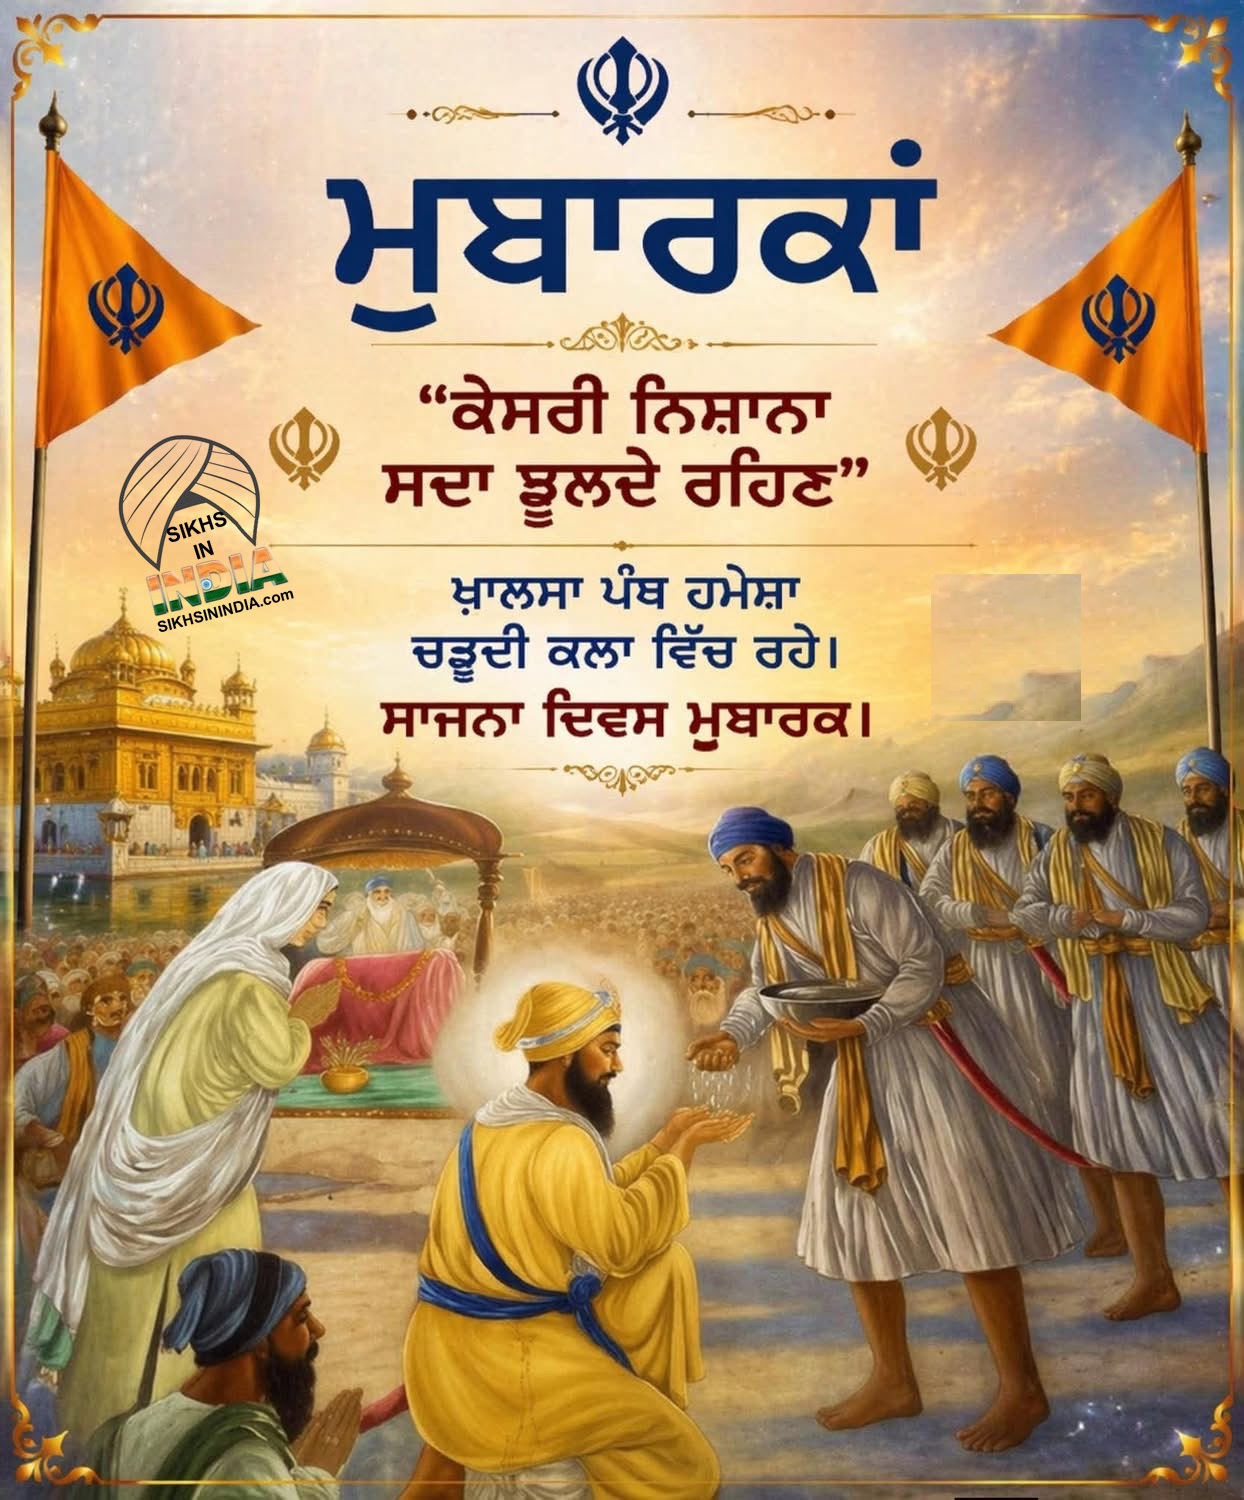 ਮੁਬਾਰਕਾਂ
“ਕੇਸਰੀ ਨਿਸ਼ਾਨਾ
ਸਦਾ ਝੂਲਦੇ ਰਹਿਣ”
SIKHS
IN
INDIA
SIKHSININDIA.com
ਖ਼ਾਲਸਾ ਪੰਥ ਹਮੇਸ਼ਾ
ਚੜ੍ਹਦੀ ਕਲਾ ਵਿੱਚ ਰਹੇ।
ਸਾਜਨਾ ਦਿਵਸ ਮੁਬਾਰਕ।